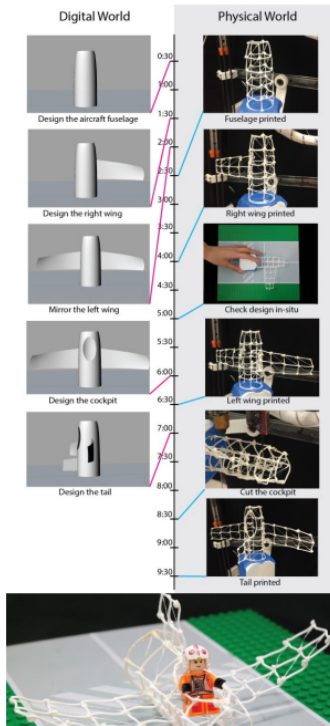 Digital World
Physical World
0:30
1:00
1:30
2:00
2:30
3:00
3:30
4:00
4:30
5:00
5:30
6:00
6:30
7:00
7:30
8:00
8:30
9:00
9:30
Design the aircraft fuselage
Fuselage printed
Design the right wing
Right wing printed
Mirror the left wing
Check design in-situ
Design the cockpit
Left wing printed
Design the tail
Cut the cockpit
Tail printed